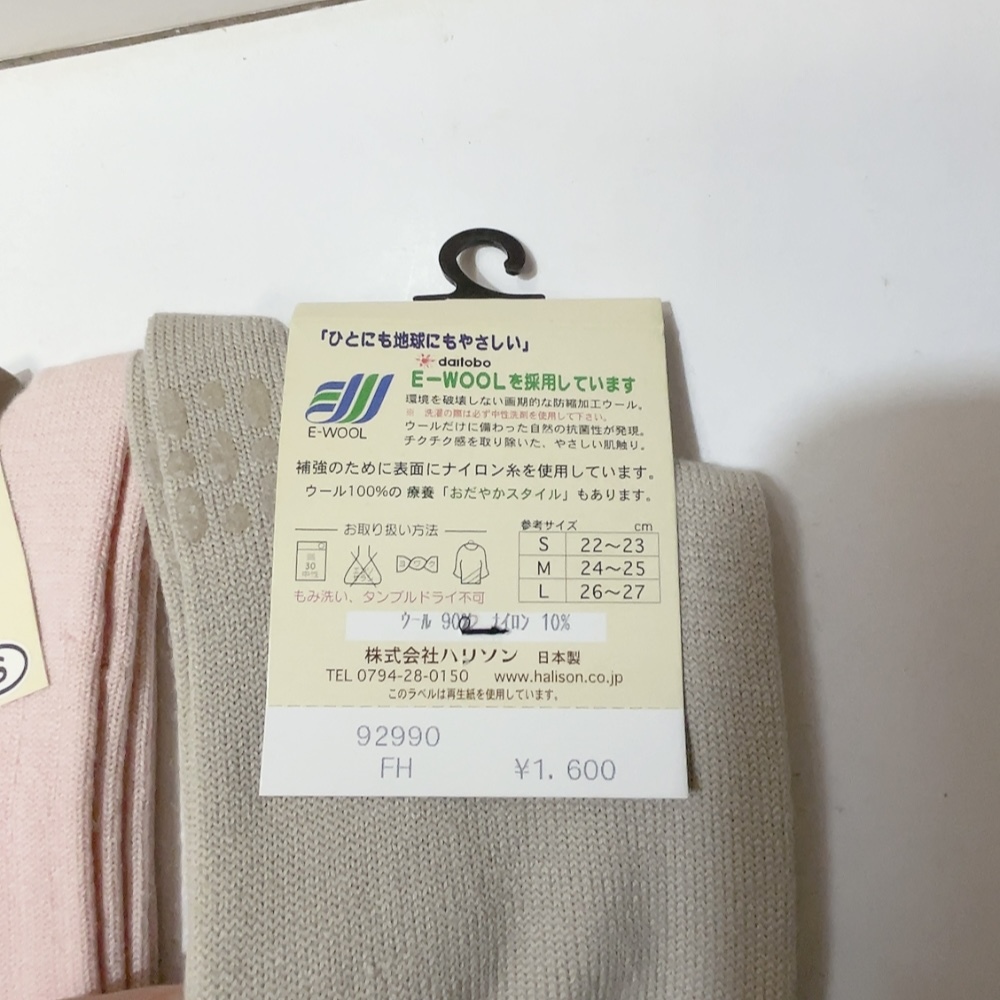 「ひとにも地球にもやさしい」
daitobo
E-WOOLを採用しています
E-WOOL
環境を破壊しない画期的な防縮加工ウール。
※ 洗濯の際は必ず中性洗剤を使用して下さい。
ウールだけに備わった自然の抗菌性が発現。
チクチク感を取り除いた、やさしい肌触り。
補強のために表面にナイロン糸を使用しています。
ウール100%の 療養「おだやかスタイル」もあります。
お取り扱い方法
30
ヨワク
もみ洗い、タンブルドライ不可
参考サイズ cm
S 22~23
M 24~25
L 26~27
ウール 90% ナイロン 10%
株式会社ハリソン 日本製
TEL 0794-28-0150 www.halison.co.jp
このラベルは再生紙を使用しています。
92990
FH ¥1.600
S